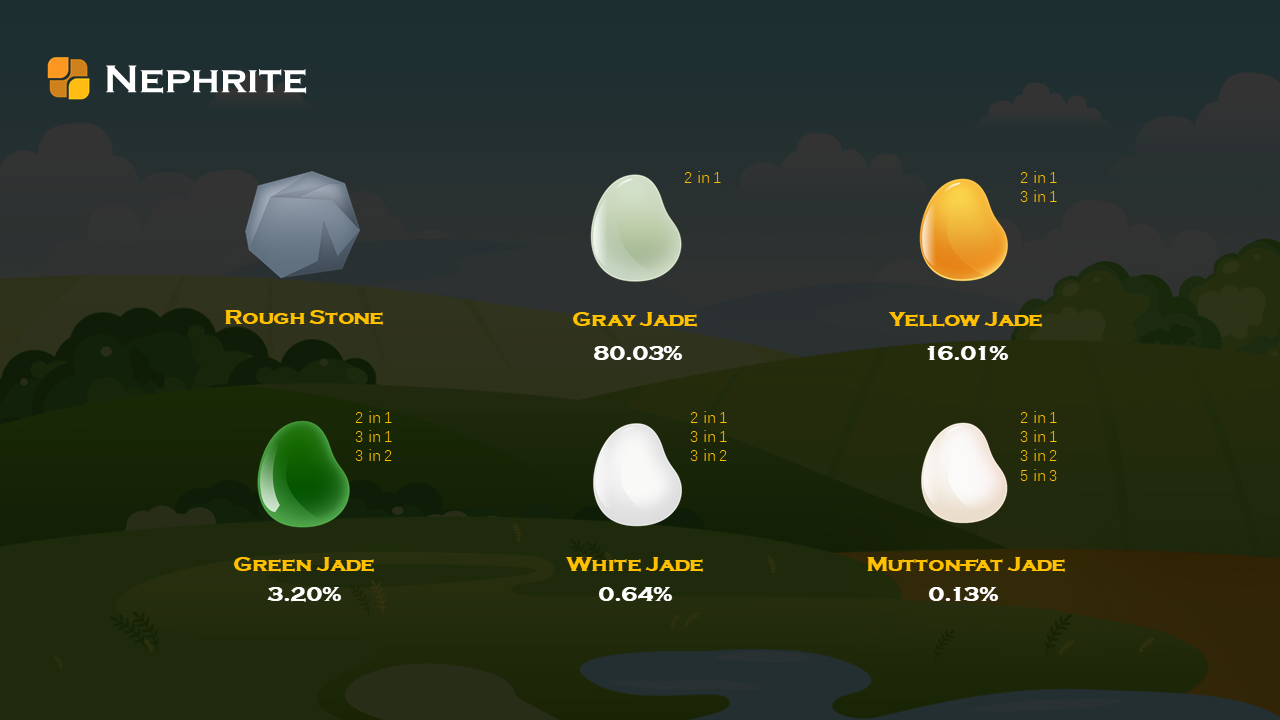 Nephrite
2 in 1
2 in 1
3 in 1
Rough Stone
Gray Jade
80.03%
Yellow Jade
16.01%
2 in 1
3 in 1
3 in 2
2 in 1
3 in 1
3 in 2
2 in 1
3 in 1
3 in 2
5 in 3
Green Jade
3.20%
White Jade
0.64%
Mutton-fat Jade
0.13%